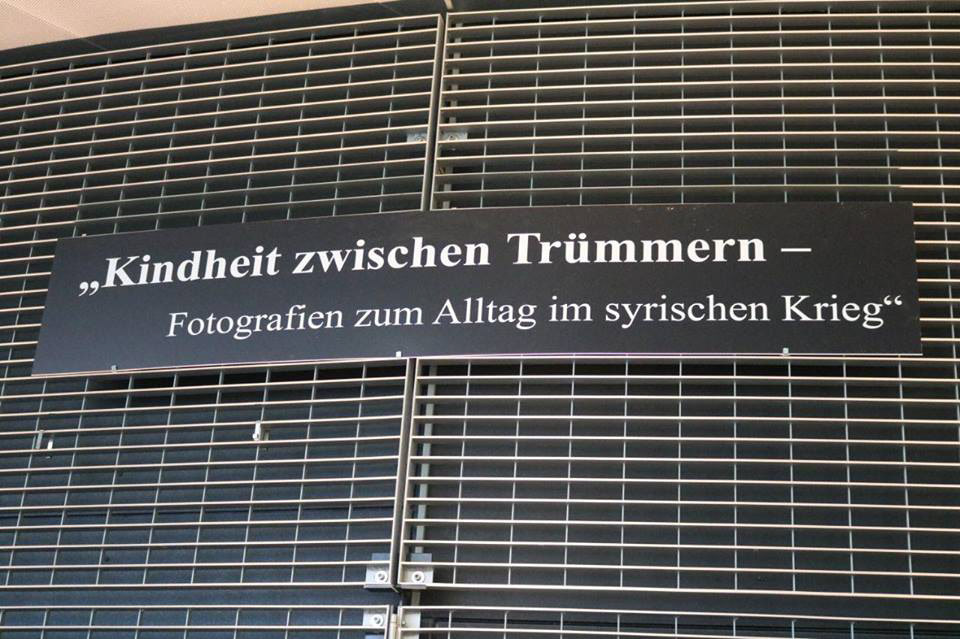 „Kindheit zwischen Trümmern –
Fotografien zum Alltag im syrischen Krieg“